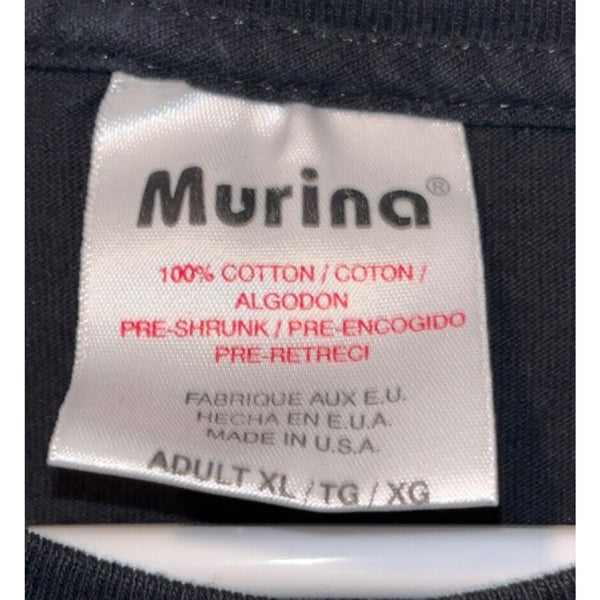 Murina®
100% COTTON / COTON /
ALGODON
PRE-SHRUNK / PRE-ENCOGIDO
PRE-RETRECI
FABRIQUE AUX E.U.
HECHA EN E.U.A.
MADE IN U.S.A.
ADULT XL / TG / XG